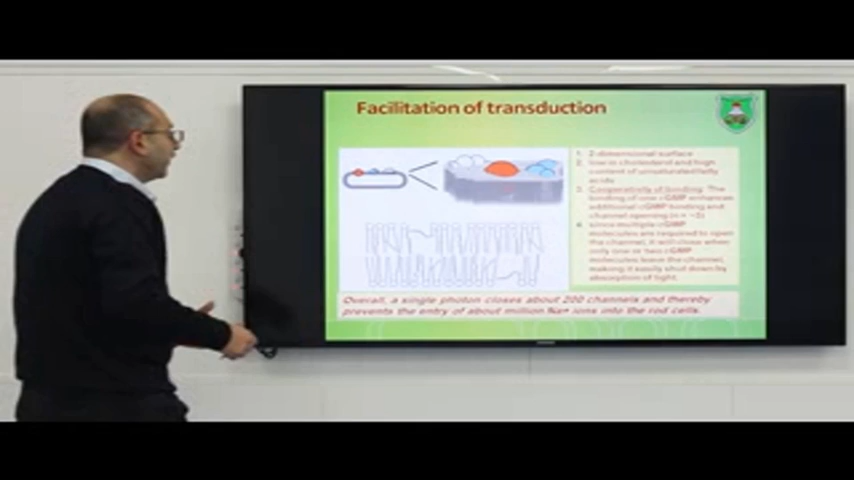 Facilitation of transduction
1. 2-dimensional surface
2. low in cholesterol and high
content of unsaturated fatty
acids
3. Cooperativity of binding: The
binding of one cGMP enhances
additional cGMP binding and
channel opening
4. since multiple cGMP
molecules are required to open
the channel, it will close when
only one or two cGMP
molecules leave the channel,
making it easily shut down by
absorption of light.
Overall, a single photon closes about 200 channels and thereby
prevents the entry of about million Na+ ions into the rod cells.